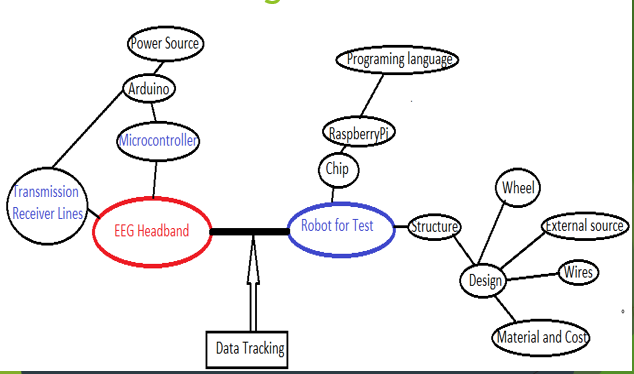 Power Source
Programing language
Arduino
Microcontroller
RaspberryPi
Chip
Transmission
Receiver Lines
Wheel
EEG Headband
Robot for Test
Structure
External source
Design
Wires
Material and Cost
Data Tracking